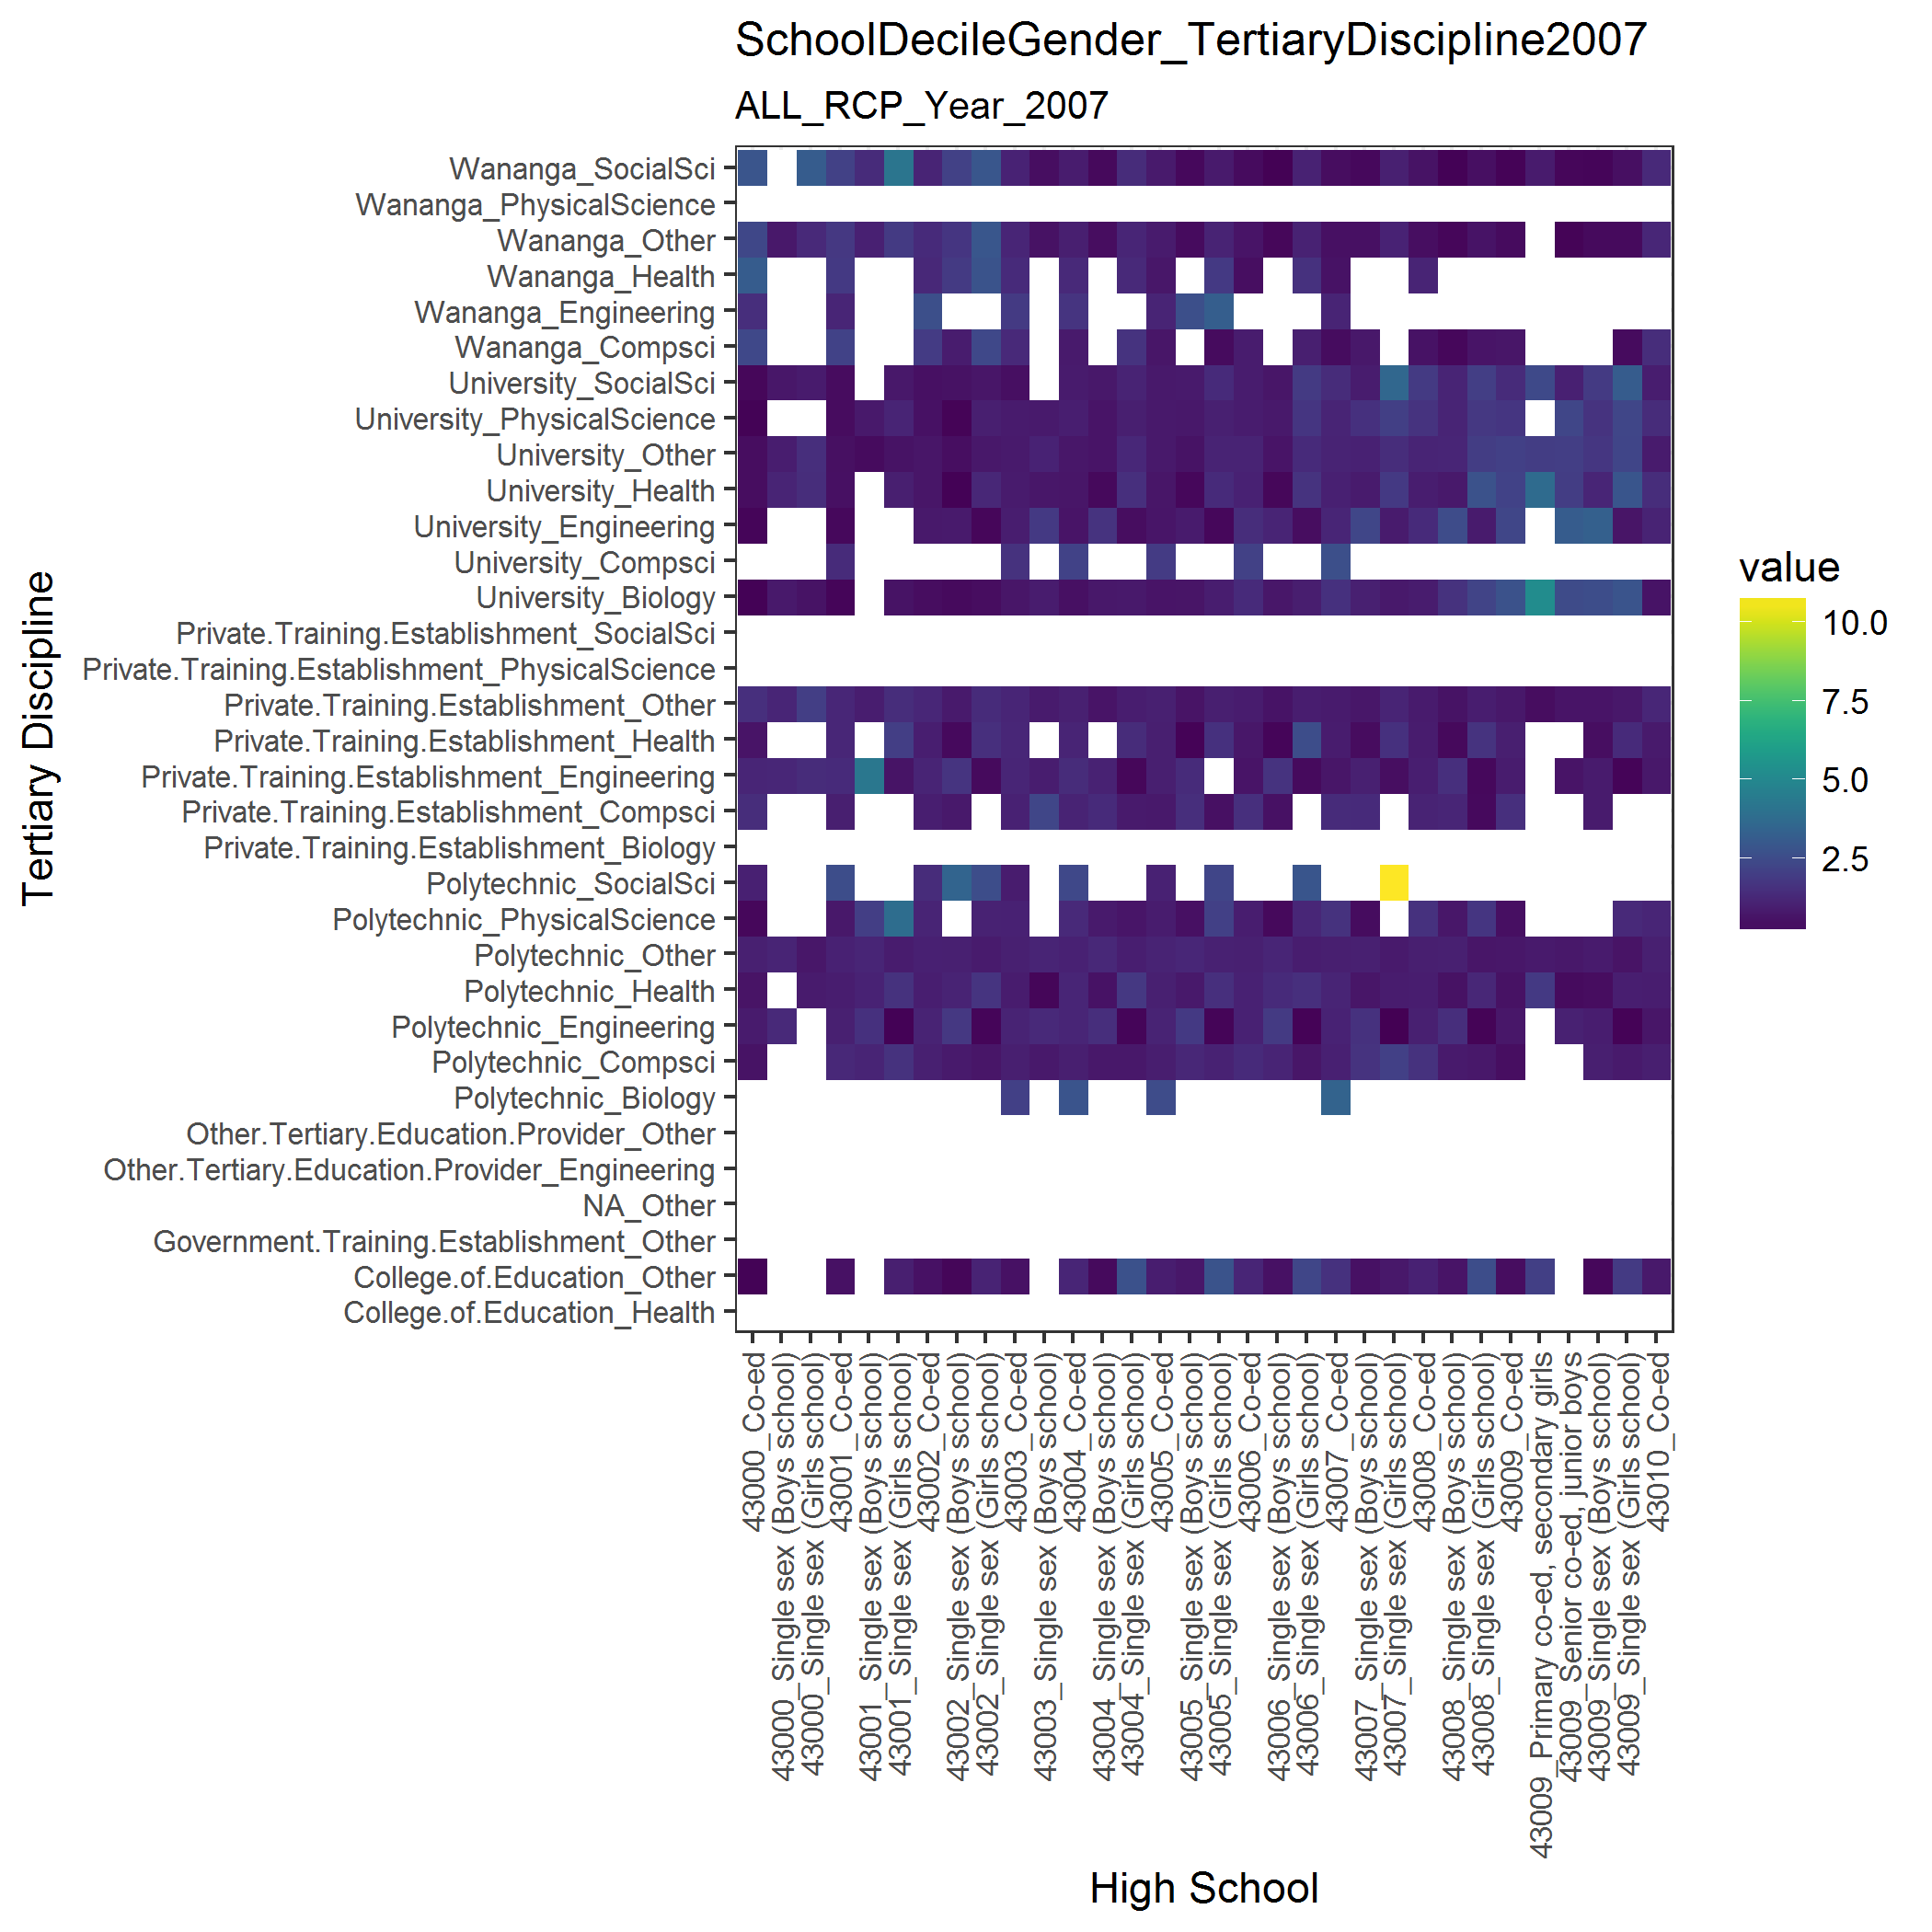 SchoolDecileGender_TertiaryDiscipline2007
ALL_RCP_Year_2007
Tertiary Discipline
Wananga_SocialSci
Wananga_PhysicalScience
Wananga_Other
Wananga_Health
Wananga_Engineering
Wananga_Compsci
University_SocialSci
University_PhysicalScience
University_Other
University_Health
University_Engineering
University_Compsci
University_Biology
Private.Training.Establishment_SocialSci
Private.Training.Establishment_PhysicalScience
Private.Training.Establishment_Other
Private.Training.Establishment_Health
Private.Training.Establishment_Engineering
Private.Training.Establishment_Compsci
Private.Training.Establishment_Biology
Polytechnic_SocialSci
Polytechnic_PhysicalScience
Polytechnic_Other
Polytechnic_Health
Polytechnic_Engineering
Polytechnic_Compsci
Polytechnic_Biology
Other.Tertiary.Education.Provider_Other
Other.Tertiary.Education.Provider_Engineering
NA_Other
Government.Training.Establishment_Other
College.of.Education_Other
College.of.Education_Health
43000_Co-ed
43000_Single sex (Boys school)
43000_Single sex (Girls school)
43001_Co-ed
43001_Single sex (Boys school)
43001_Single sex (Girls school)
43002_Co-ed
43002_Single sex (Boys school)
43002_Single sex (Girls school)
43003_Co-ed
43003_Single sex (Boys school)
43004_Co-ed
43004_Single sex (Boys school)
43004_Single sex (Girls school)
43005_Co-ed
43005_Single sex (Boys school)
43005_Single sex (Girls school)
43006_Co-ed
43006_Single sex (Boys school)
43006_Single sex (Girls school)
43007_Co-ed
43007_Single sex (Boys school)
43007_Single sex (Girls school)
43008_Co-ed
43008_Single sex (Boys school)
43008_Single sex (Girls school)
43009_Co-ed
43009_Primary co-ed, secondary girls
43009_Senior co-ed, junior boys
43009_Single sex (Boys school)
43009_Single sex (Girls school)
43010_Co-ed
High School
value
10.0
7.5
5.0
2.5